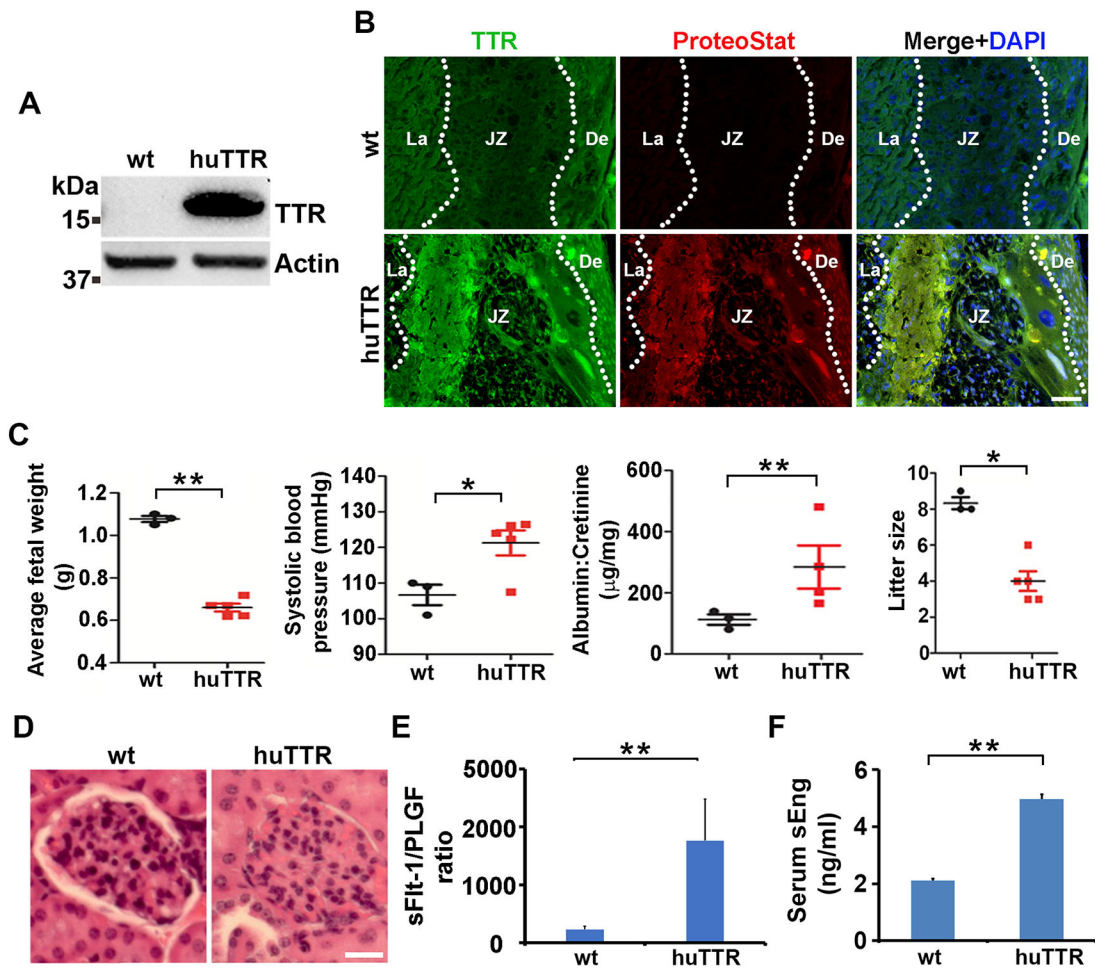 A
wt huTTR
kDa
15 TTR
37 Actin
B
TTR ProteoStat Merge+DAPI
wt
La JZ De
La JZ De
La JZ De
huTTR
La JZ De
La JZ De
La JZ De
C
Average fetal weight
(g)
1.2
1.0
0.8
0.6
0.4
**
wt huTTR
Systolic blood
pressure (mmHg)
140
130
120
110
100
90
*
wt huTTR
Albumin:Cretinine
(µg/mg)
600
400
200
0
**
wt huTTR
Litter size
10
8
6
4
2
0
*
wt huTTR
D
wt huTTR
E
sFlt-1/PLGF
ratio
5000
2000
1000
0
**
wt huTTR
F
Serum sEng
(ng/ml)
6
4
2
0
**
wt huTTR